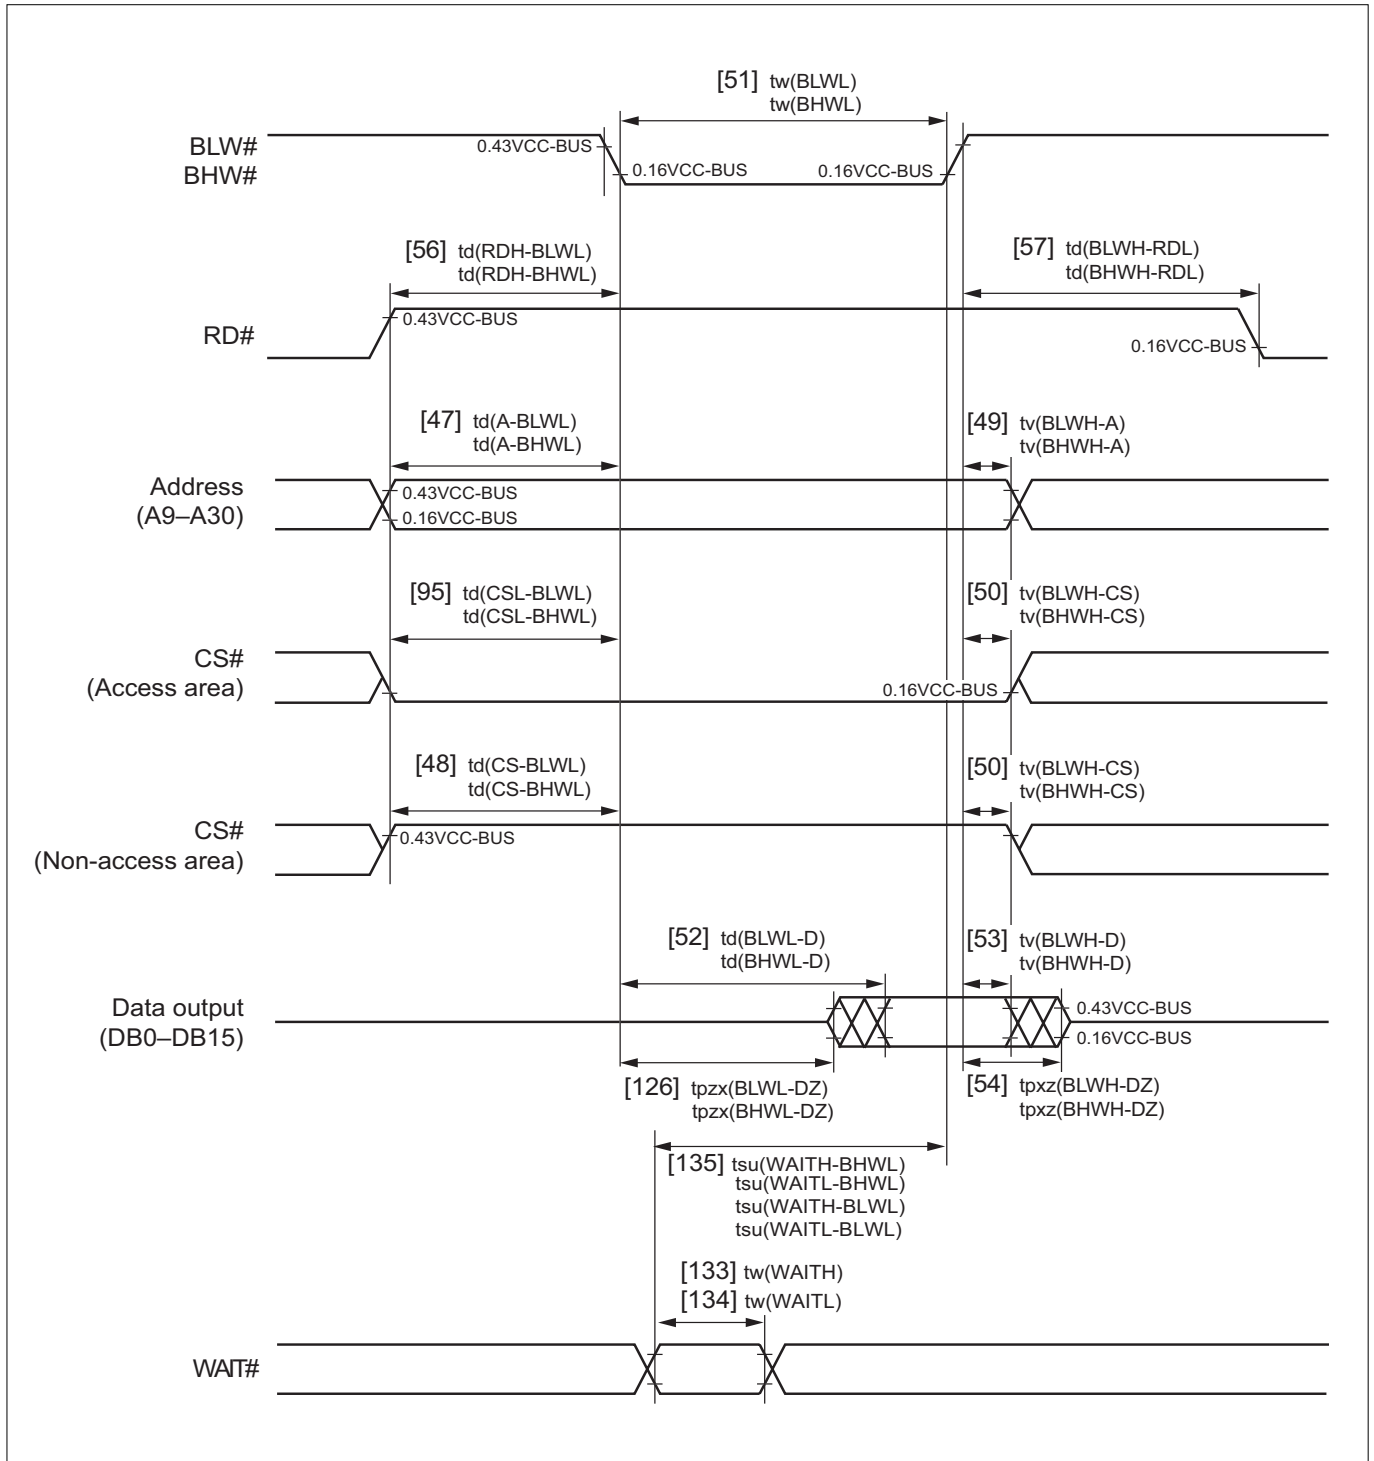 [51] tw(BLWL)
tw(BHWL)
BLW#
BHW#
0.43VCC-BUS
0.16VCC-BUS
0.16VCC-BUS
[56] td(RDH-BLWL)
td(RDH-BHWL)
[57] td(BLWH-RDL)
td(BHWH-RDL)
RD#
0.43VCC-BUS
0.16VCC-BUS
[47] td(A-BLWL)
td(A-BHWL)
[49] tv(BLWH-A)
tv(BHWH-A)
Address
(A9–A30)
0.43VCC-BUS
0.16VCC-BUS
[95] td(CSL-BLWL)
td(CSL-BHWL)
[50] tv(BLWH-CS)
tv(BHWH-CS)
CS#
(Access area)
0.16VCC-BUS
[48] td(CS-BLWL)
td(CS-BHWL)
[50] tv(BLWH-CS)
tv(BHWH-CS)
CS#
(Non-access area)
0.43VCC-BUS
[52] td(BLWL-D)
td(BHWL-D)
[53] tv(BLWH-D)
tv(BHWH-D)
Data output
(DB0–DB15)
0.43VCC-BUS
0.16VCC-BUS
[126] tpzx(BLWL-DZ)
tpzx(BHWL-DZ)
[54] tpxz(BLWH-DZ)
tpxz(BHWH-DZ)
[135] tsu(WAITH-BHWL)
tsu(WAITL-BHWL)
tsu(WAITH-BLWL)
tsu(WAITL-BLWL)
[133] tw(WAITH)
[134] tw(WAITL)
WAIT#